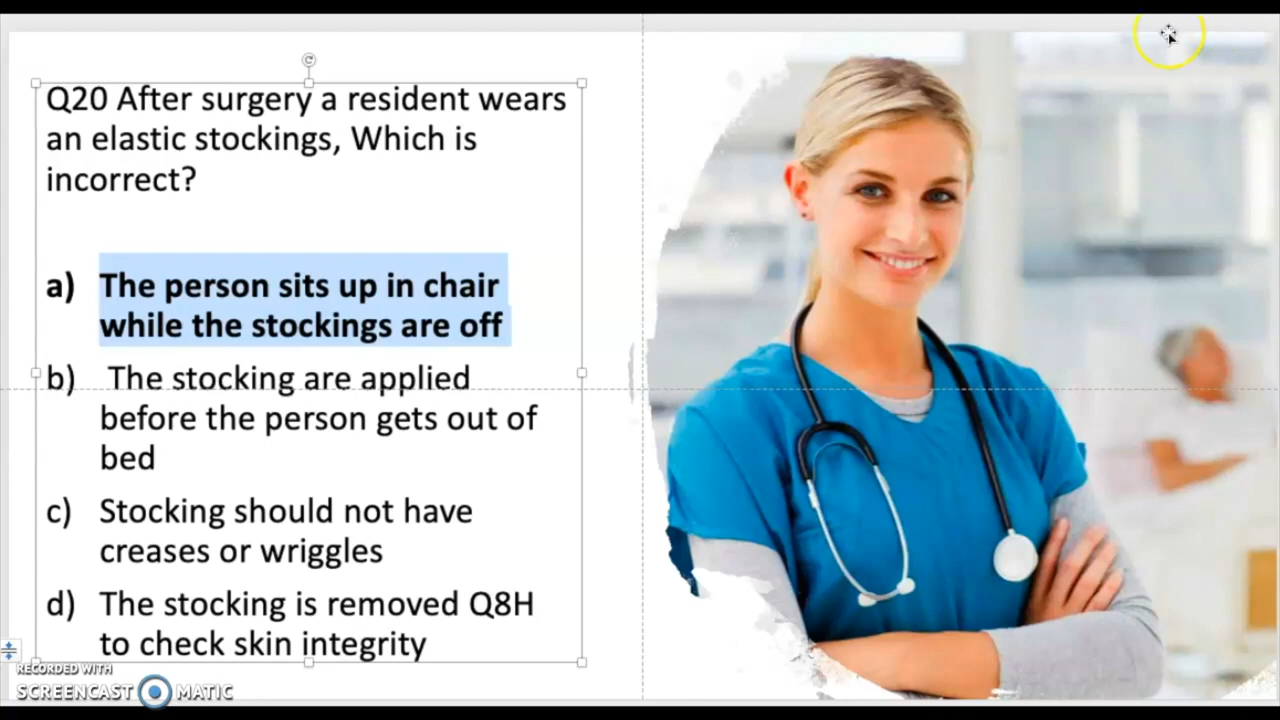 Q20 After surgery a resident wears
an elastic stockings, Which is
incorrect?
a) The person sits up in chair
while the stockings are off
b) The stocking are applied
before the person gets out of
bed
c) Stocking should not have
creases or wriggles
d) The stocking is removed Q8H
to check skin integrity
RECORDED WITH
SCREENCAST MATIC